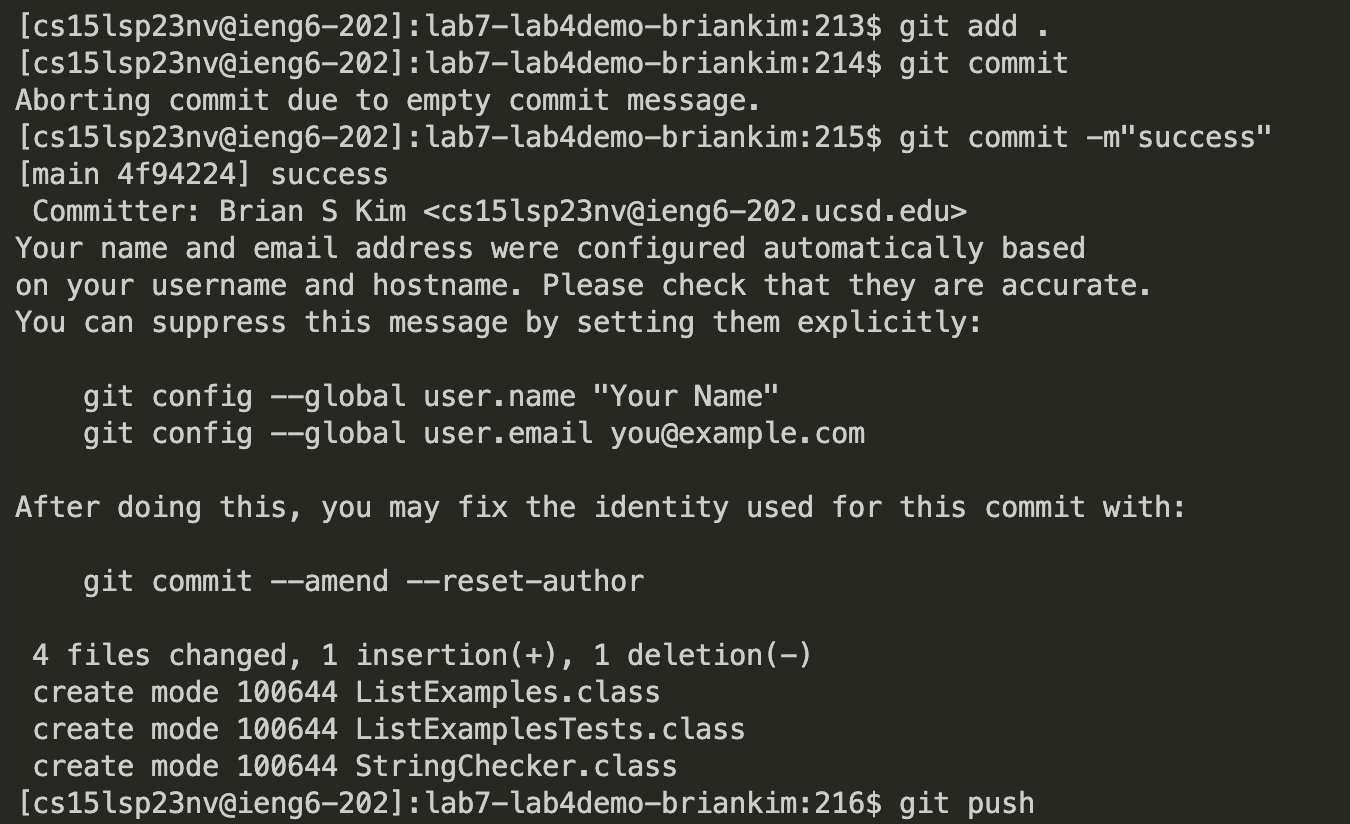 [cs15lsp23nv@ieng6-202]:lab7-lab4demo-briankim:213$ git add .
[cs15lsp23nv@ieng6-202]:lab7-lab4demo-briankim:214$ git commit
Aborting commit due to empty commit message.
[cs15lsp23nv@ieng6-202]:lab7-lab4demo-briankim:215$ git commit -m"success"
[main 4f94224] success
 Committer: Brian S Kim <cs15lsp23nv@ieng6-202.ucsd.edu>
Your name and email address were configured automatically based
on your username and hostname. Please check that they are accurate.
You can suppress this message by setting them explicitly:

    git config --global user.name "Your Name"
    git config --global user.email you@example.com

After doing this, you may fix the identity used for this commit with:

    git commit --amend --reset-author

 4 files changed, 1 insertion(+), 1 deletion(-)
 create mode 100644 ListExamples.class
 create mode 100644 ListExamplesTests.class
 create mode 100644 StringChecker.class
[cs15lsp23nv@ieng6-202]:lab7-lab4demo-briankim:216$ git push